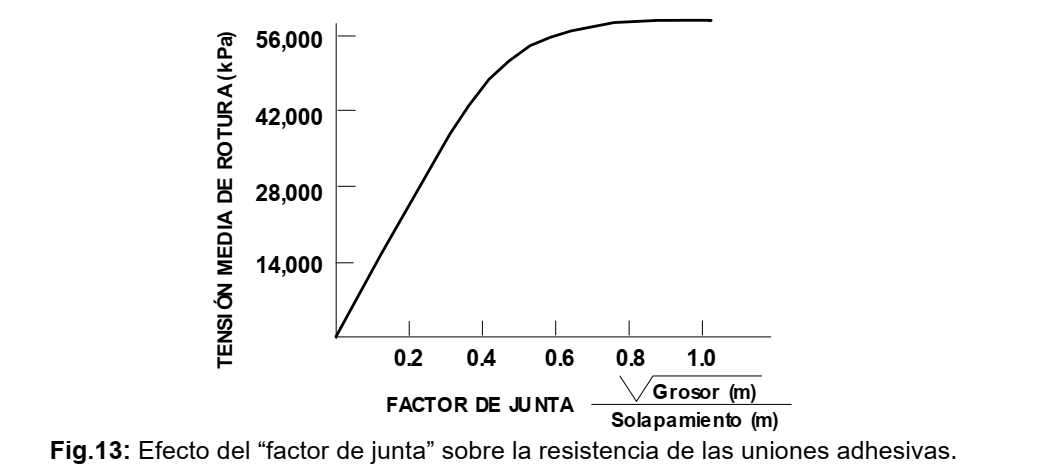 TENSIÓN MEDIA DE ROTURA (kPa)
56,000
42,000
28,000
14,000
0.2 0.4 0.6 0.8 1.0
FACTOR DE JUNTA
√Grosor (m)
Solapamiento (m)
Fig.13: Efecto del “factor de junta” sobre la resistencia de las uniones adhesivas.